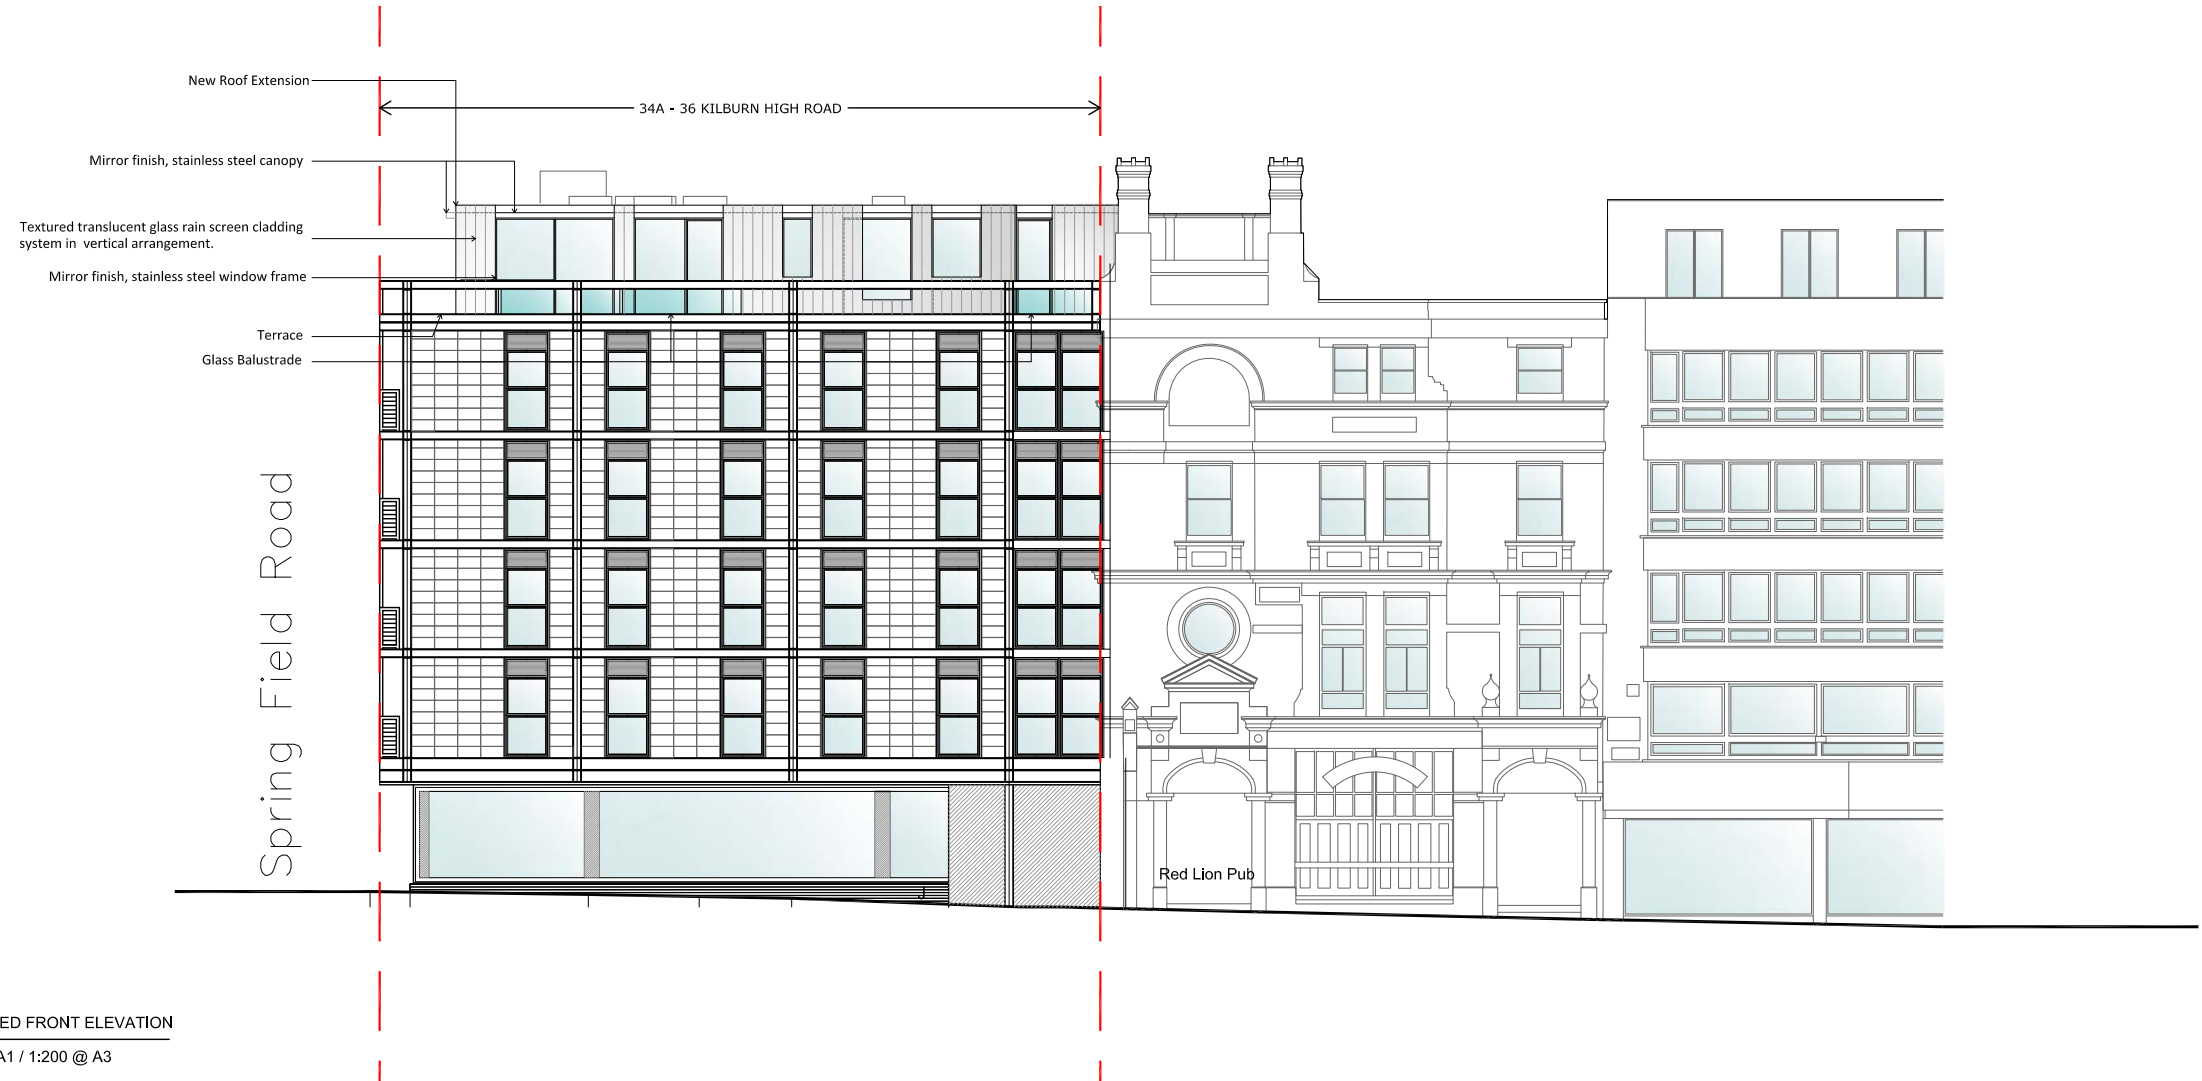 New Roof Extension
34A - 36 KILBURN HIGH ROAD
Mirror finish, stainless steel canopy
Textured translucent glass rain screen cladding
system in vertical arrangement.
Mirror finish, stainless steel window frame
Terrace
Glass Balustrade
Spring Field Road
Red Lion Pub
ED FRONT ELEVATION
A1 / 1:200 @ A3